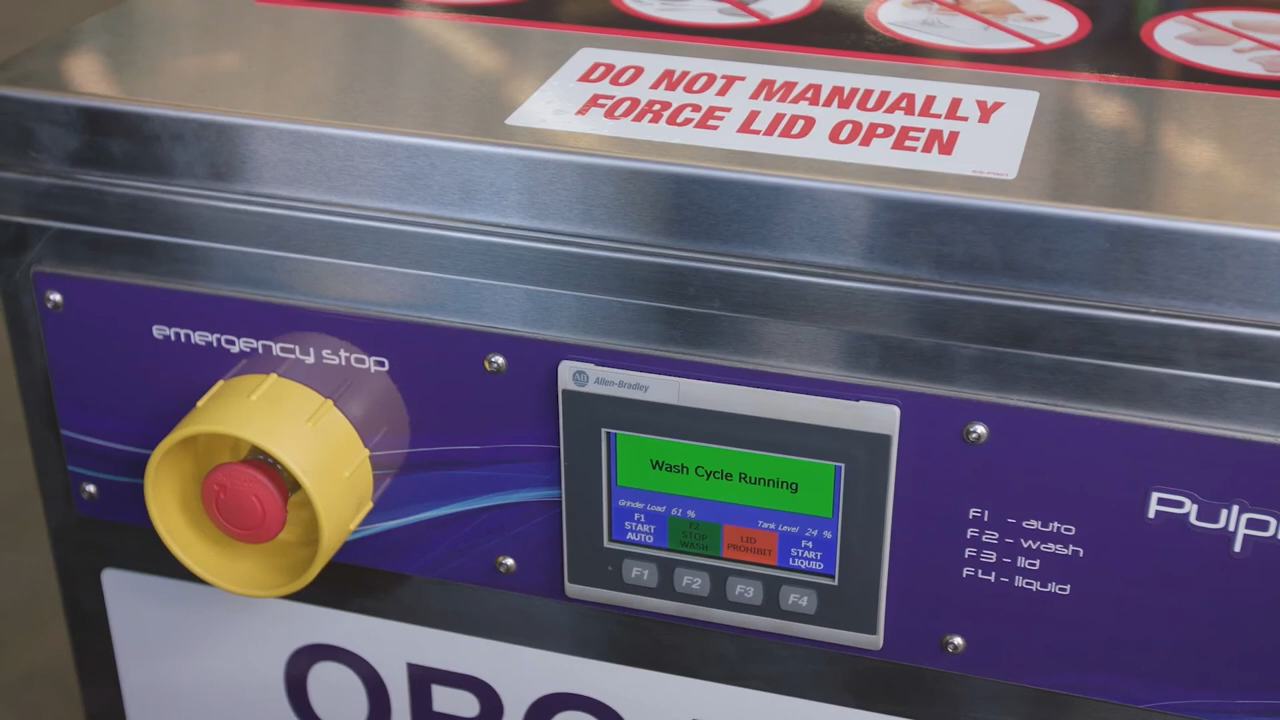 DO NOT MANUALLY
FORCE LID OPEN
emergency stop
AB Allen-Bradley
Wash Cycle Running
Grinder Load 61 %
Tank Level 24 %
F1
START
AUTO
F2
STOP
WASH
LID
PROHIBIT
F4
START
LIQUID
F1 F2 F3 F4
F1 - auto
F2 - wash
F3 - lid
F4 - liquid
Pulp